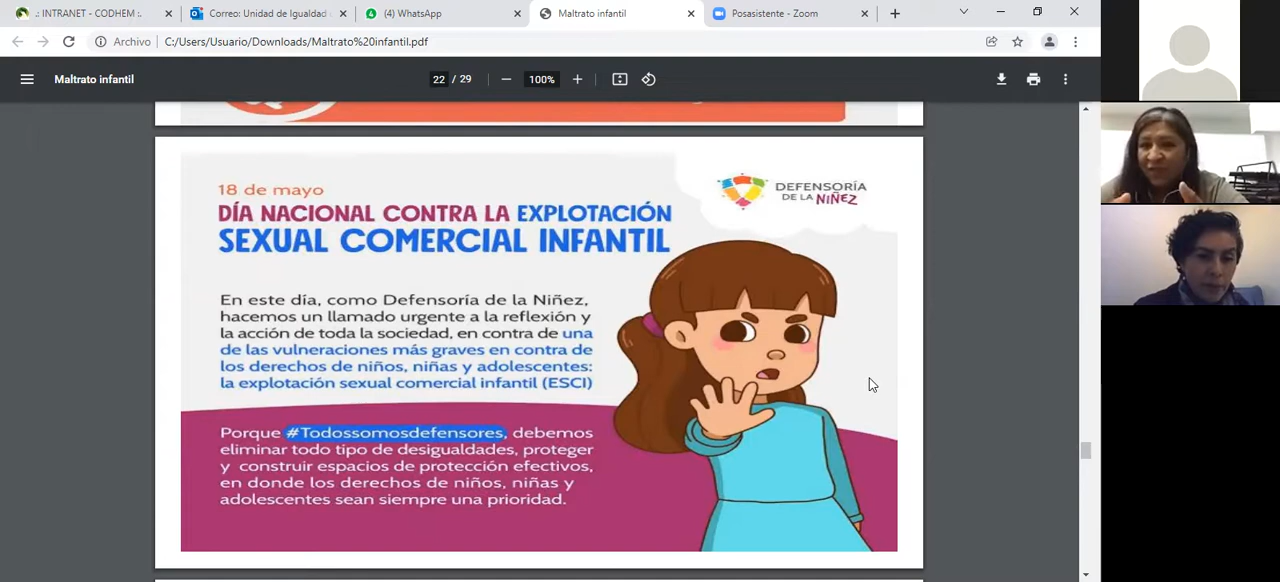 .: INTRANET - CODHEM :.
Correo: Unidad de Igualdad
(4) WhatsApp
Maltrato infantil
Posasistente - Zoom
Archivo
C:/Users/Usuario/Downloads/Maltrato%20infantil.pdf
Maltrato infantil
22 / 29
100%
18 de mayo
DÍA NACIONAL CONTRA LA EXPLOTACIÓN
SEXUAL COMERCIAL INFANTIL
DEFENSORÍA
DE LA NIÑEZ
En este día, como Defensoría de la Niñez,
hacemos un llamado urgente a la reflexión y
la acción de toda la sociedad, en contra de una
de las vulneraciones más graves en contra de
los derechos de niños, niñas y adolescentes:
la explotación sexual comercial infantil (ESCI)
Porque #Todossomosdefensores, debemos
eliminar todo tipo de desigualdades, proteger
y construir espacios de protección efectivos,
en donde los derechos de niños, niñas y
adolescentes sean siempre una prioridad.